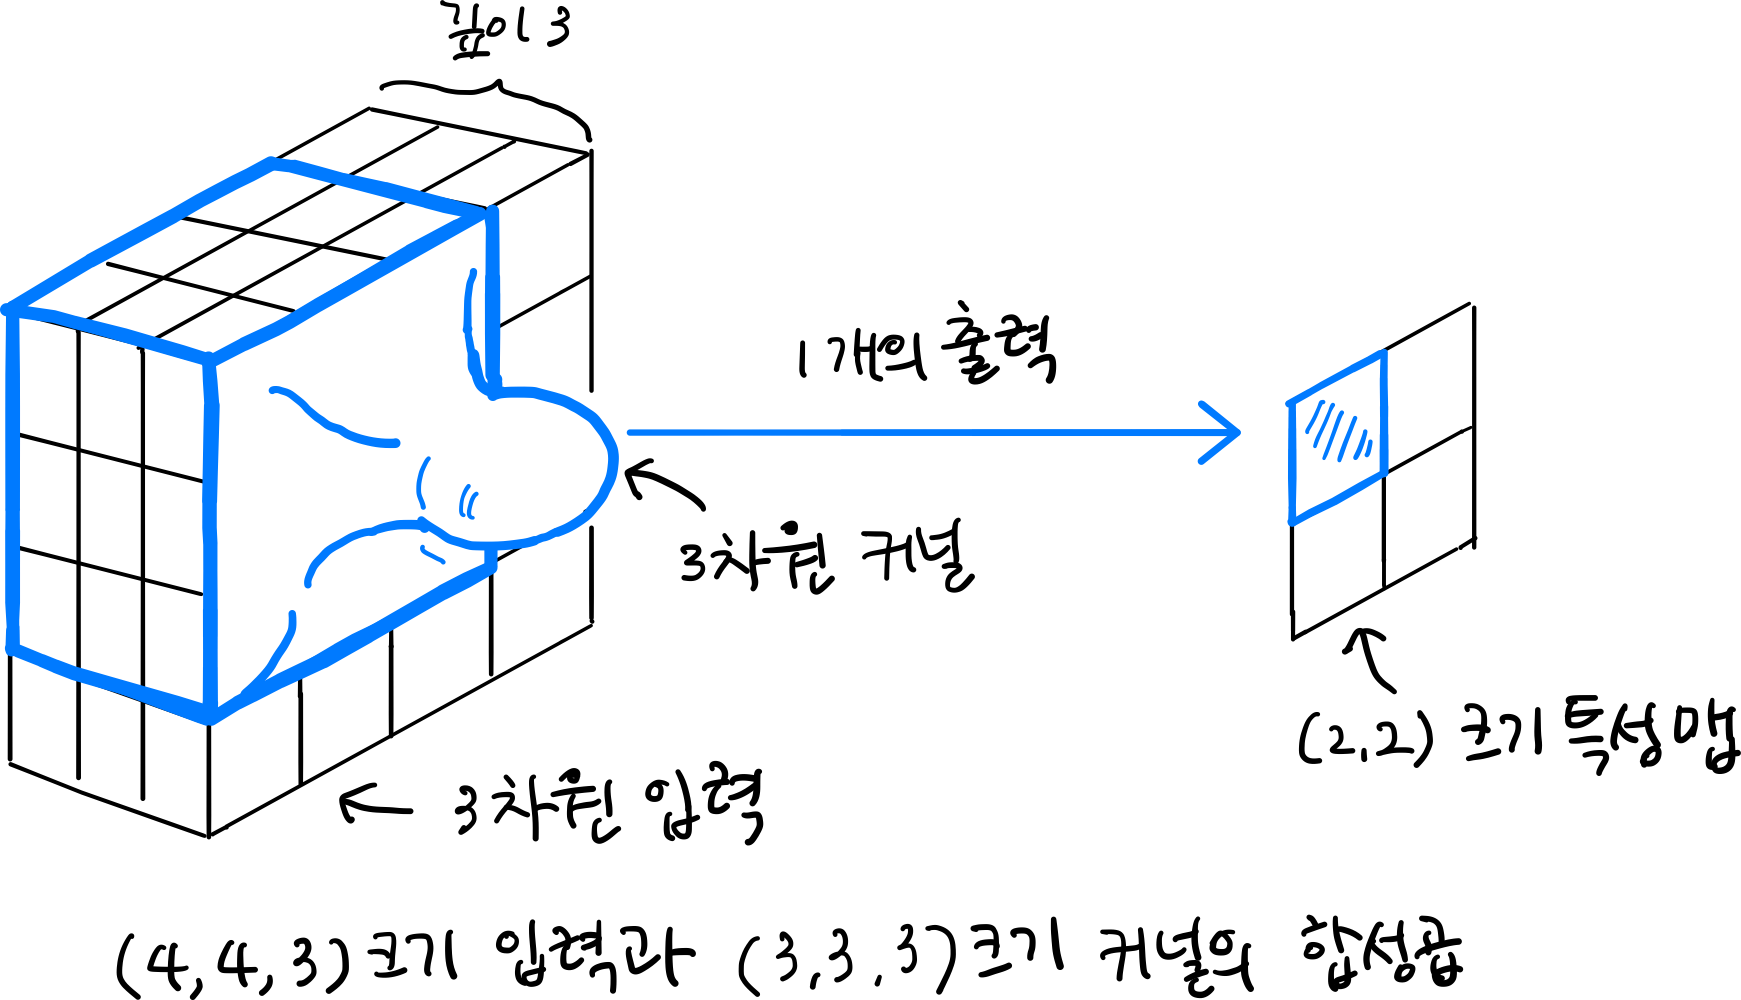 깊이 3
1개의 출력
3차원 커널
(2,2) 크기 특성 맵
3차원 입력
(4,4,3)크기 입력과 (3,3,3)크기 커널의 합성곱